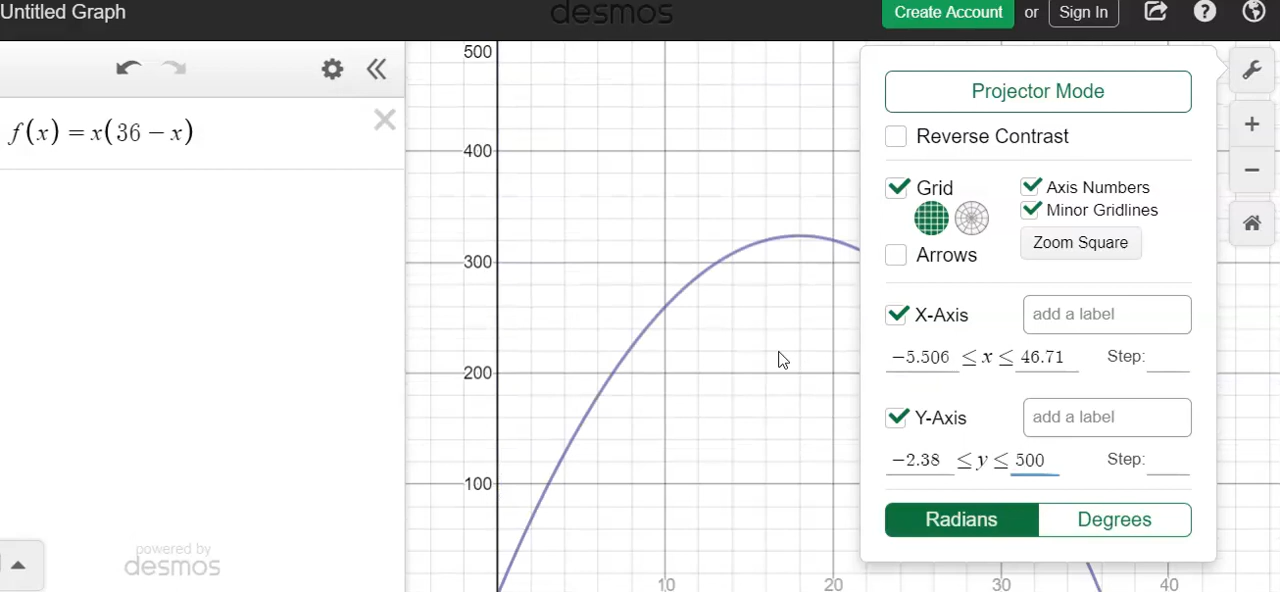 Untitled Graph
desmos
Create Account or Sign In
f(x) = x(36 − x)
powered by
desmos
500
400
300
200
100
10
20
30
40
Projector Mode
Reverse Contrast
Grid
Axis Numbers
Minor Gridlines
Zoom Square
Arrows
X-Axis add a label
−5.506 ≤ x ≤ 46.71 Step:
Y-Axis add a label
−2.38 ≤ y ≤ 500 Step:
Radians Degrees